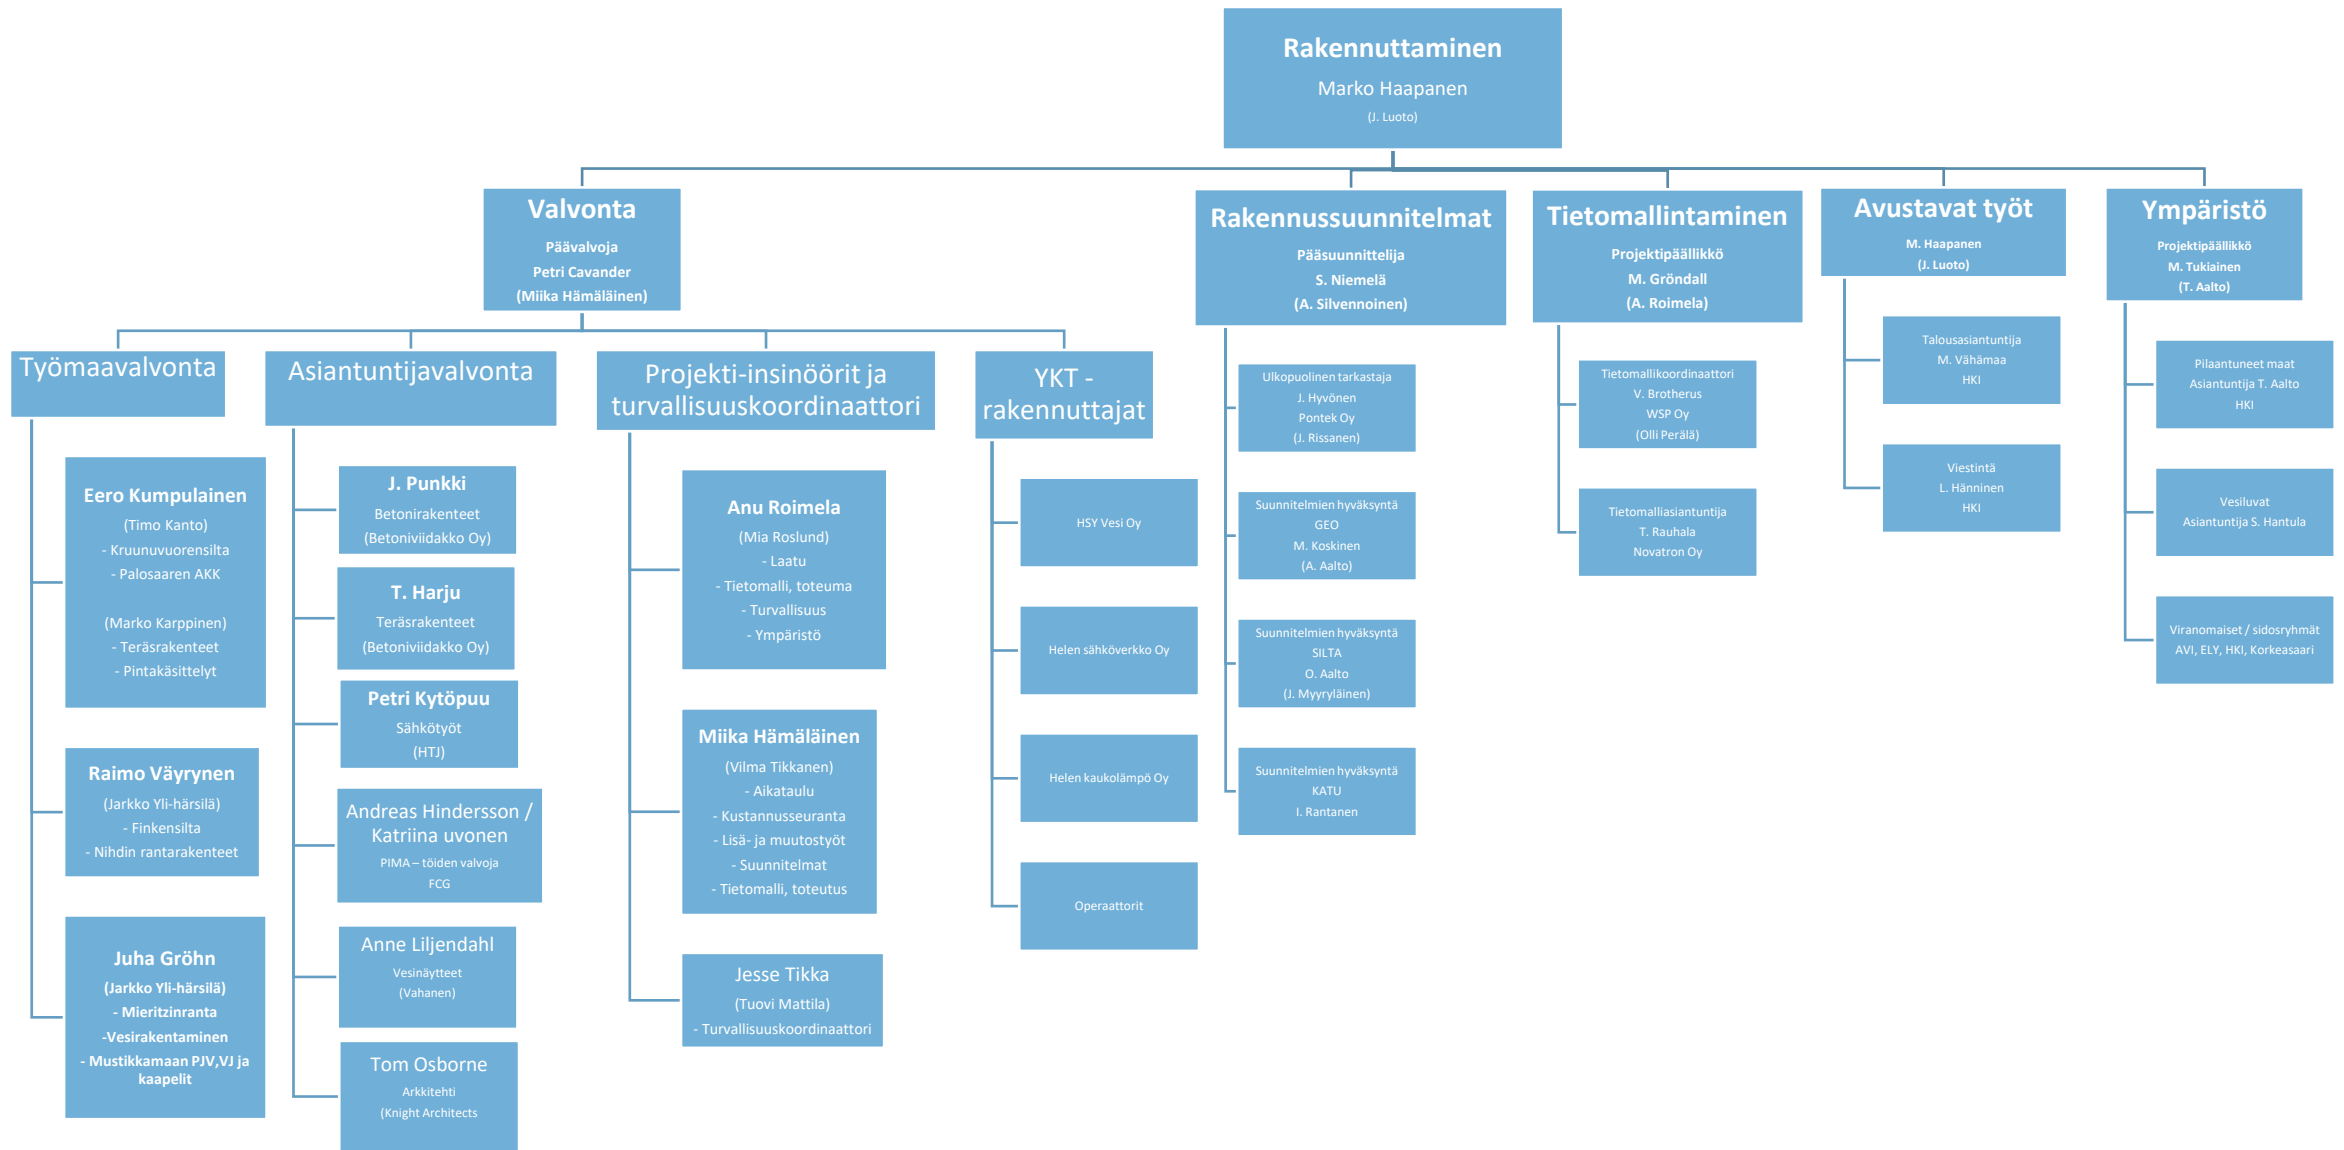 Rakennuttaminen
Marko Haapanen
(J. Luoto)
Valvonta
Päävalvoja
Petri Cavander
(Miika Hämäläinen)
Rakennussuunnitelmat
Pääsuunnittelija
S. Niemelä
(A. Silvennoinen)
Tietomallintaminen
Projektipäällikkö
M. Gröndall
(A. Roimela)
Avustavat työt
M. Haapanen
(J. Luoto)
Ympäristö
Projektipäällikkö
M. Tukiainen
(T. Aalto)
Työmaavalvonta
Eero Kumpulainen
(Timo Kanto)
- Kruunuvuorensilta
- Palosaaren AKK
(Marko Karppinen)
- Teräsrakenteet
- Pintakäsittelyt
Raimo Väyrynen
(Jarkko Yli-härsilä)
- Finkensilta
- Nihdin rantarakenteet
Juha Gröhn
(Jarkko Yli-härsilä)
- Mieritzinranta
-Vesirakentaminen
- Mustikkamaan PJV,VJ ja
kaapelit
Asiantuntijavalvonta
J. Punkki
Betonirakenteet
(Betoniviidakko Oy)
T. Harju
Teräsrakenteet
(Betoniviidakko Oy)
Petri Kytöpuu
Sähkötyöt
(HTJ)
Andreas Hindersson /
Katriina uvonen
PIMA – töiden valvoja
FCG
Anne Liljendahl
Vesinäytteet
(Vahanen)
Tom Osborne
Arkkitehti
(Knight Architects
Projekti-insinöörit ja
turvallisuuskoordinaattori
Anu Roimela
(Mia Roslund)
- Laatu
- Tietomalli, toteuma
- Turvallisuus
- Ympäristö
Miika Hämäläinen
(Vilma Tikkanen)
- Aikataulu
- Kustannusseuranta
- Lisä- ja muutostyöt
- Suunnitelmat
- Tietomalli, toteutus
Jesse Tikka
(Tuovi Mattila)
- Turvallisuuskoordinaattori
YKT -
rakennuttajat
HSY Vesi Oy
Helen sähköverkko Oy
Helen kaukolämpö Oy
Operaattorit
Ulkopuolinen tarkastaja
J. Hyvönen
Pontek Oy
(J. Rissanen)
Suunnitelmien hyväksyntä
GEO
M. Koskinen
(A. Aalto)
Suunnitelmien hyväksyntä
SILTA
O. Aalto
(J. Myyryläinen)
Suunnitelmien hyväksyntä
KATU
I. Rantanen
Tietomallikoordinaattori
V. Brotherus
WSP Oy
(Olli Perälä)
Tietomalliasiantuntija
T. Rauhala
Novatron Oy
Talousasiantuntija
M. Vähämaa
HKI
Viestintä
L. Hänninen
HKI
Pilaantuneet maat
Asiantuntija T. Aalto
HKI
Vesiluvat
Asiantuntija S. Hantula
Viranomaiset / sidosryhmät
AVI, ELY, HKI, Korkeasaari